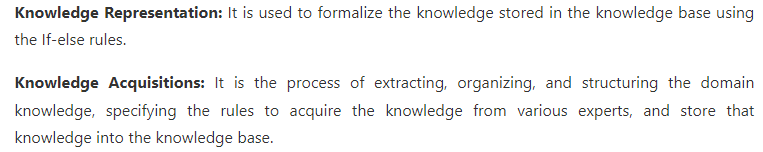 Knowledge Representation: It is used to formalize the knowledge stored in the knowledge base using
the If-else rules.
Knowledge Acquisitions: It is the process of extracting, organizing, and structuring the domain
knowledge, specifying the rules to acquire the knowledge from various experts, and store that
knowledge into the knowledge base.